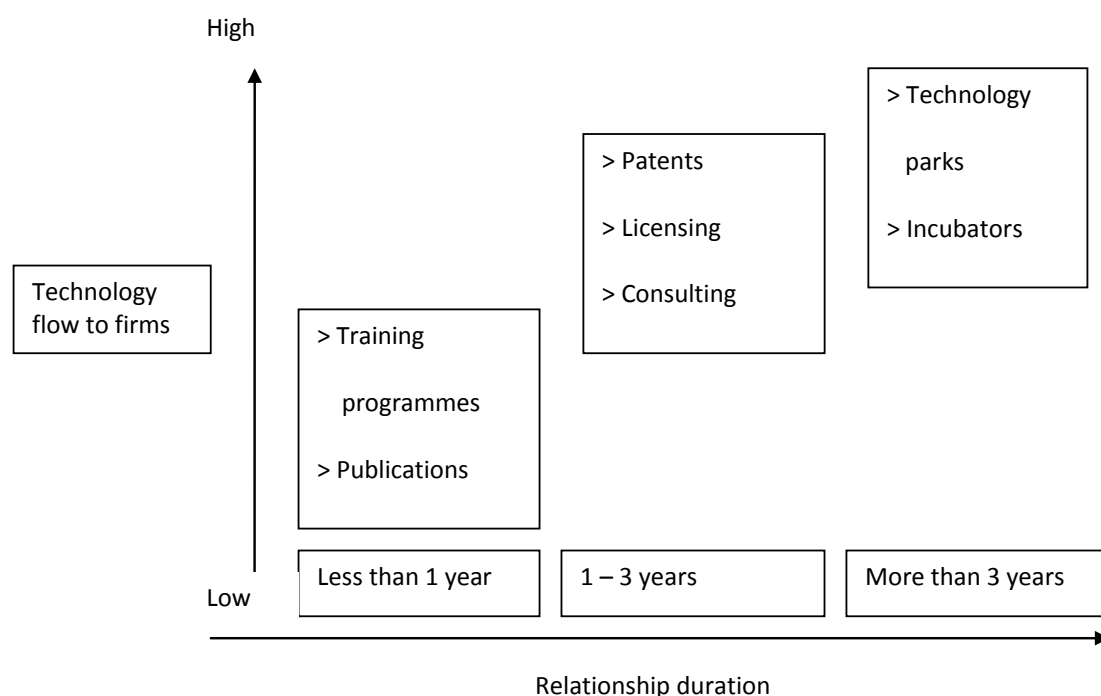 High
> Technology
parks
> Incubators
> Patents
> Licensing
> Consulting
Technology
flow to firms
> Training
programmes
> Publications
Less than 1 year
1 – 3 years
More than 3 years
Low
Relationship duration